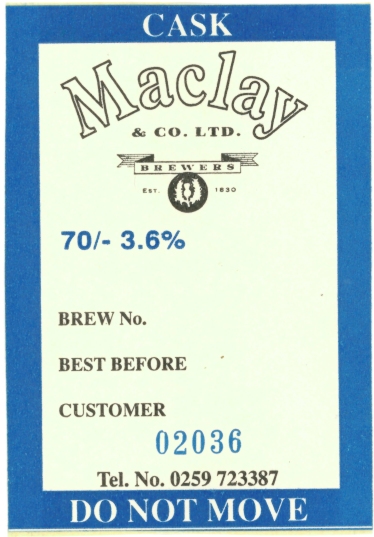 CASK
Maclay
& CO. LTD.
BREWERS
EST. 1830
70/- 3.6%
BREW No.
BEST BEFORE
CUSTOMER
02036
Tel. No. 0259 723387
DO NOT MOVE